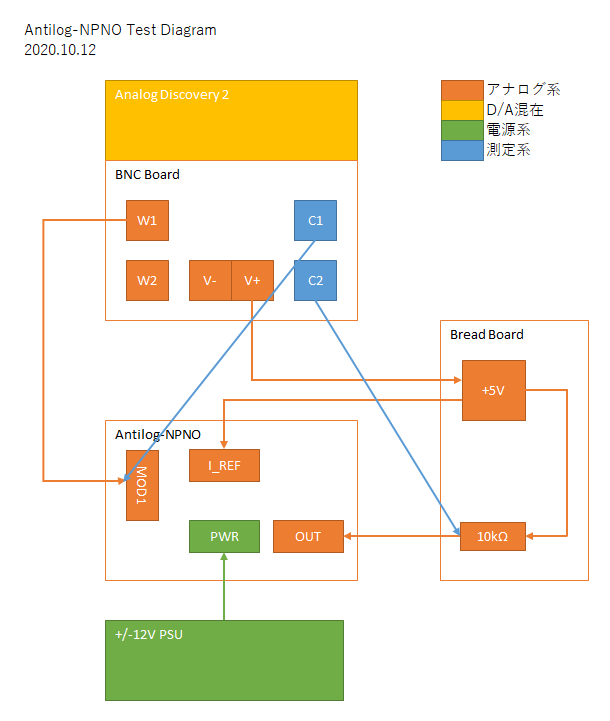 Antilog-NPNO Test Diagram
2020.10.12
Analog Discovery 2
アナログ系
D/A混在
電源系
測定系
BNC Board
W1
C1
W2
V-
V+
C2
Bread Board
+5V
Antilog-NPNO
I_REF
MOD1
PWR
OUT
10kΩ
+/-12V PSU